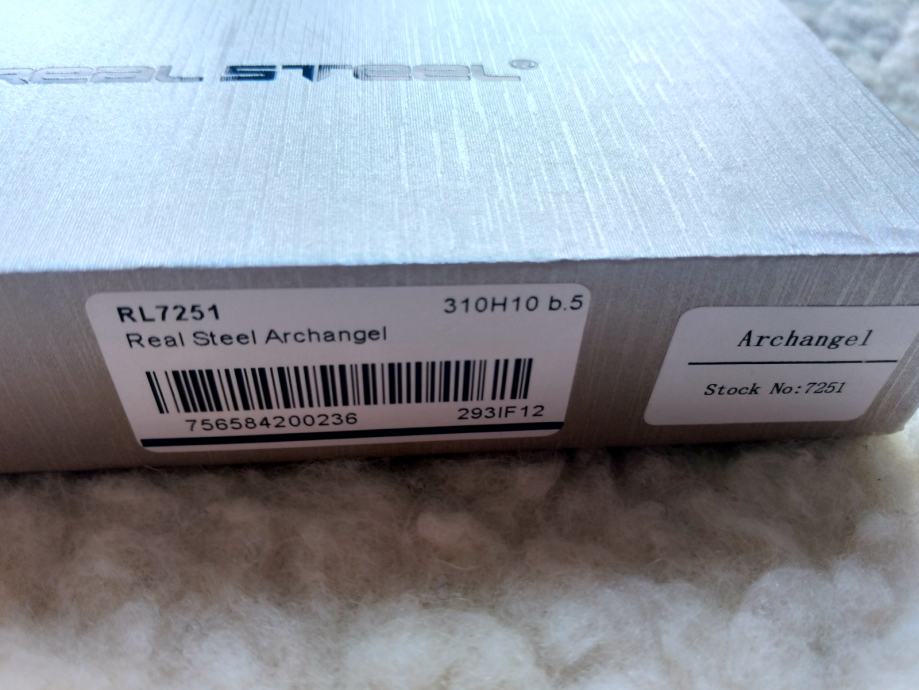 REAL STEEL®
RL7251 310H10 b.5
Real Steel Archangel
756584200236 293IF12
Archangel
Stock No:7251